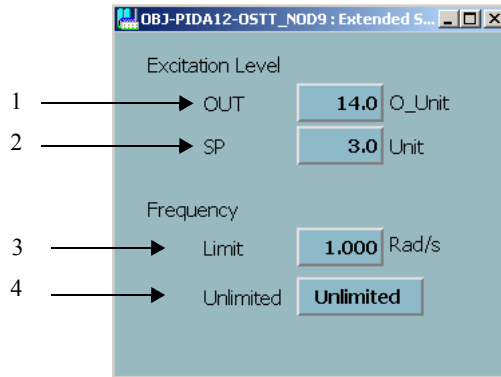 OBJ-PIDA12-OSTT_NOD9 : Extended S...
Excitation Level
1 OUT 14.0 O_Unit
2 SP 3.0 Unit
Frequency
3 Limit 1.000 Rad/s
4 Unlimited Unlimited